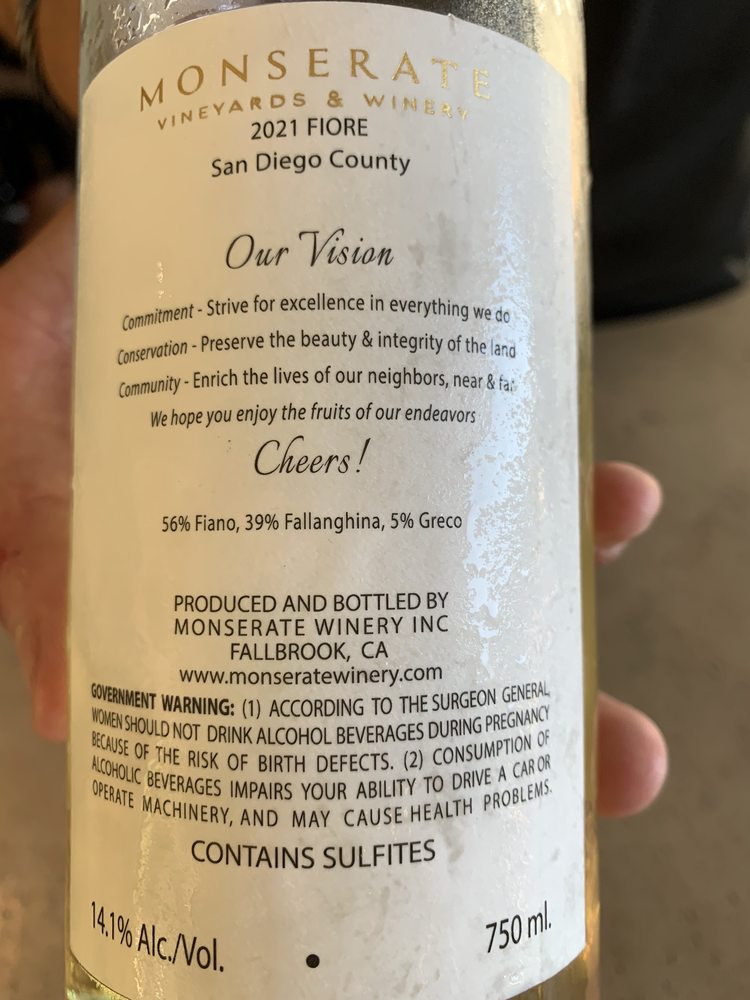 MONSERATE
VINEYARDS & WINERY
2021 FIORE
San Diego County
Our Vision
Commitment - Strive for excellence in everything we do
Conservation - Preserve the beauty & integrity of the land
Community - Enrich the lives of our neighbors, near & far
We hope you enjoy the fruits of our endeavors
Cheers!
56% Fiano, 39% Fallanghina, 5% Greco
PRODUCED AND BOTTLED BY
MONSERATE WINERY INC
FALLBROOK, CA
www.monseratewinery.com
GOVERNMENT WARNING: (1) ACCORDING TO THE SURGEON GENERAL,
WOMEN SHOULD NOT DRINK ALCOHOL BEVERAGES DURING PREGNANCY
BECAUSE OF THE RISK OF BIRTH DEFECTS. (2) CONSUMPTION OF
ALCOHOLIC BEVERAGES IMPAIRS YOUR ABILITY TO DRIVE A CAR OR
OPERATE MACHINERY, AND MAY CAUSE HEALTH PROBLEMS.
CONTAINS SULFITES
14.1% Alc./Vol. • 750 ml.